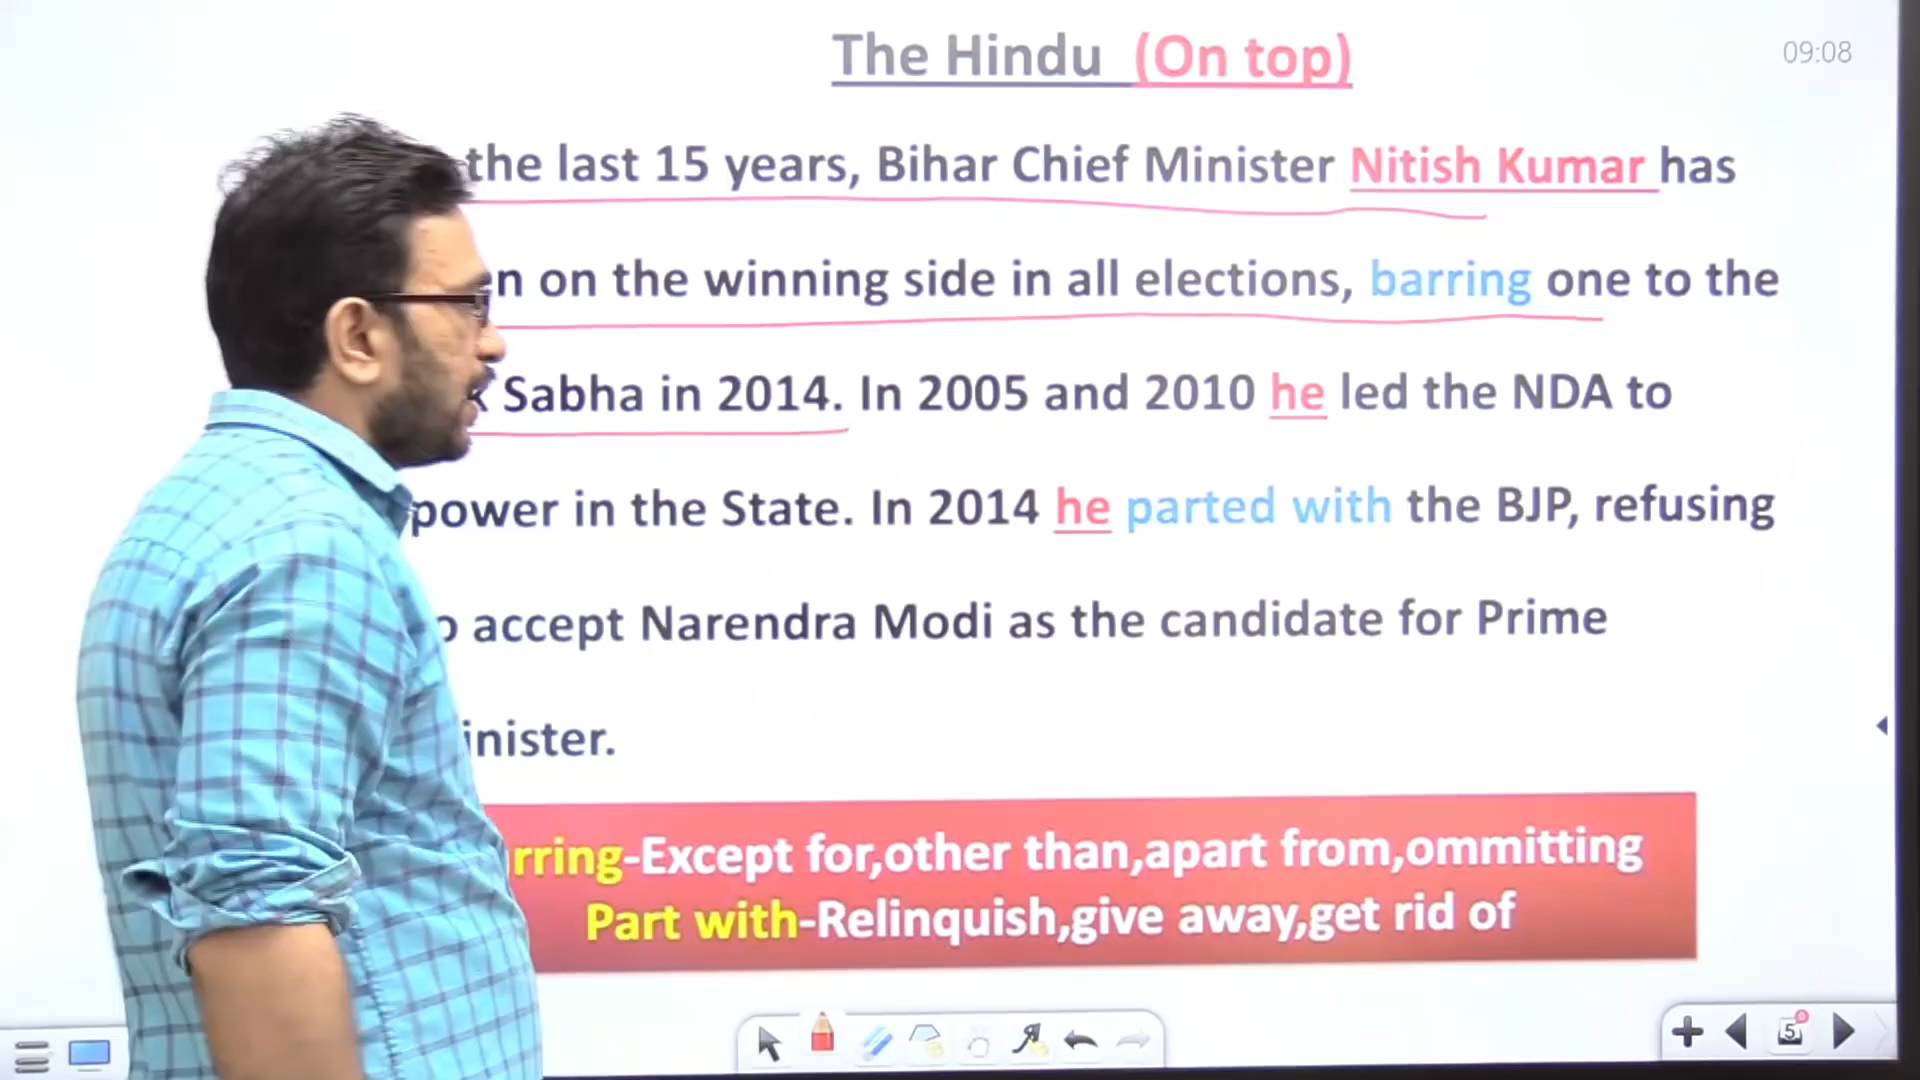 The Hindu (On top)
09:08
the last 15 years, Bihar Chief Minister Nitish Kumar has
n on the winning side in all elections, barring one to the
k Sabha in 2014. In 2005 and 2010 he led the NDA to
power in the State. In 2014 he parted with the BJP, refusing
o accept Narendra Modi as the candidate for Prime
inister.
rring-Except for,other than,apart from,ommitting
Part with-Relinquish,give away,get rid of
5